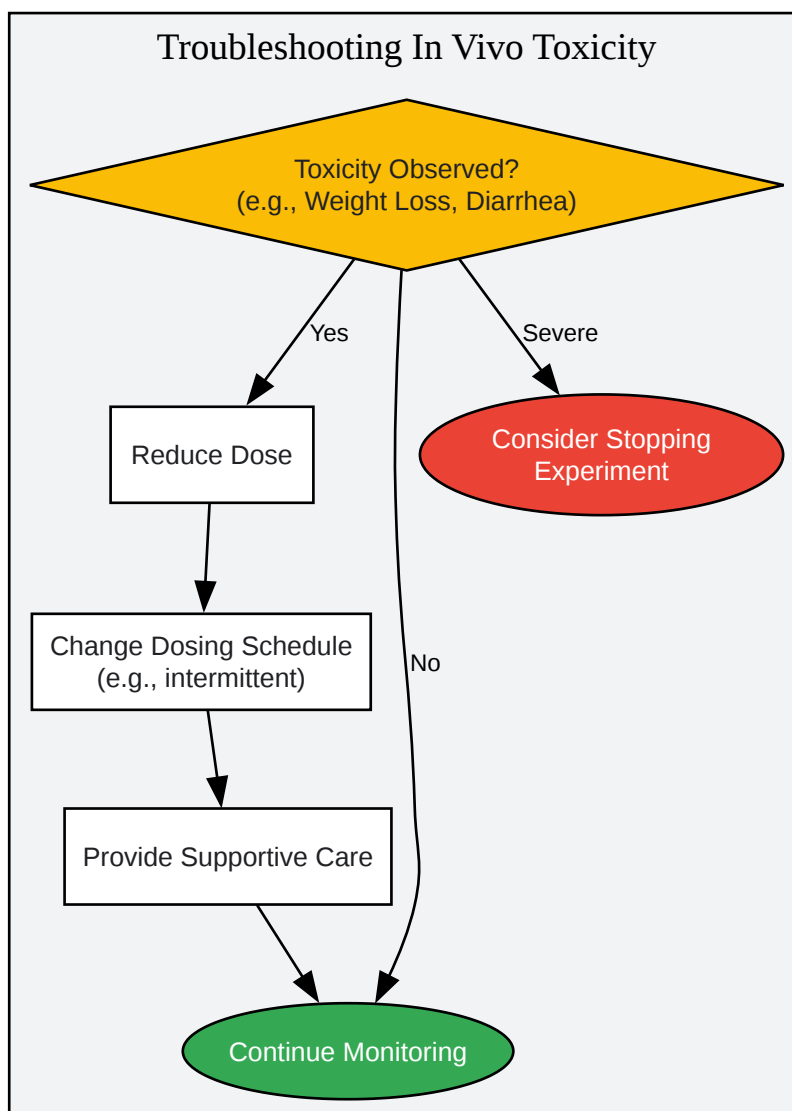 Troubleshooting In Vivo Toxicity
Toxicity Observed?
(e.g., Weight Loss, Diarrhea)
Yes
Severe
Reduce Dose
Consider Stopping
Experiment
Change Dosing Schedule
(e.g., intermittent)
No
Provide Supportive Care
Continue Monitoring